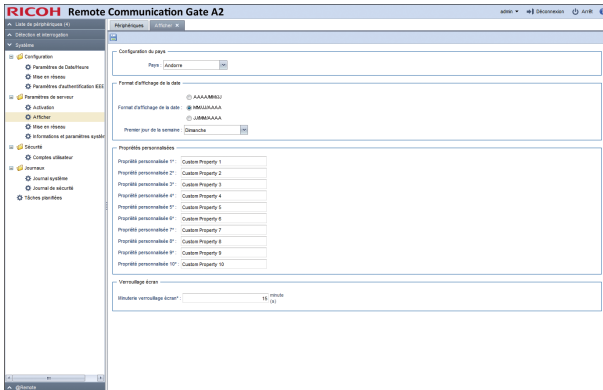 RICOH Remote Communication Gate A2
admin
Déconnexion
Arrêt
Liste de périphériques (4)
Détection et interrogation
Système
Configuration
Paramètres de Date/Heure
Mise en réseau
Paramètres d'authentification IEEE
Paramètres de serveur
Activation
Afficher
Mise en réseau
Informations et paramètres systèm
Sécurité
Comptes utilisateur
Journaux
Journal système
Journal de sécurité
Tâches planifiées
@Remote
Périphériques
Afficher
Configuration du pays
Pays : Andorre
Format d'affichage de la date
Format d'affichage de la date :
AAAA/MM/JJ
MM/JJ/AAAA
JJ/MM/AAAA
Premier jour de la semaine : Dimanche
Propriétés personnalisées
Propriété personnalisée 1* : Custom Property 1
Propriété personnalisée 2* : Custom Property 2
Propriété personnalisée 3* : Custom Property 3
Propriété personnalisée 4* : Custom Property 4
Propriété personnalisée 5* : Custom Property 5
Propriété personnalisée 6* : Custom Property 6
Propriété personnalisée 7* : Custom Property 7
Propriété personnalisée 8* : Custom Property 8
Propriété personnalisée 9* : Custom Property 9
Propriété personnalisée 10* : Custom Property 10
Verrouillage écran
Minuterie verrouillage écran* : 15 minute
(s)